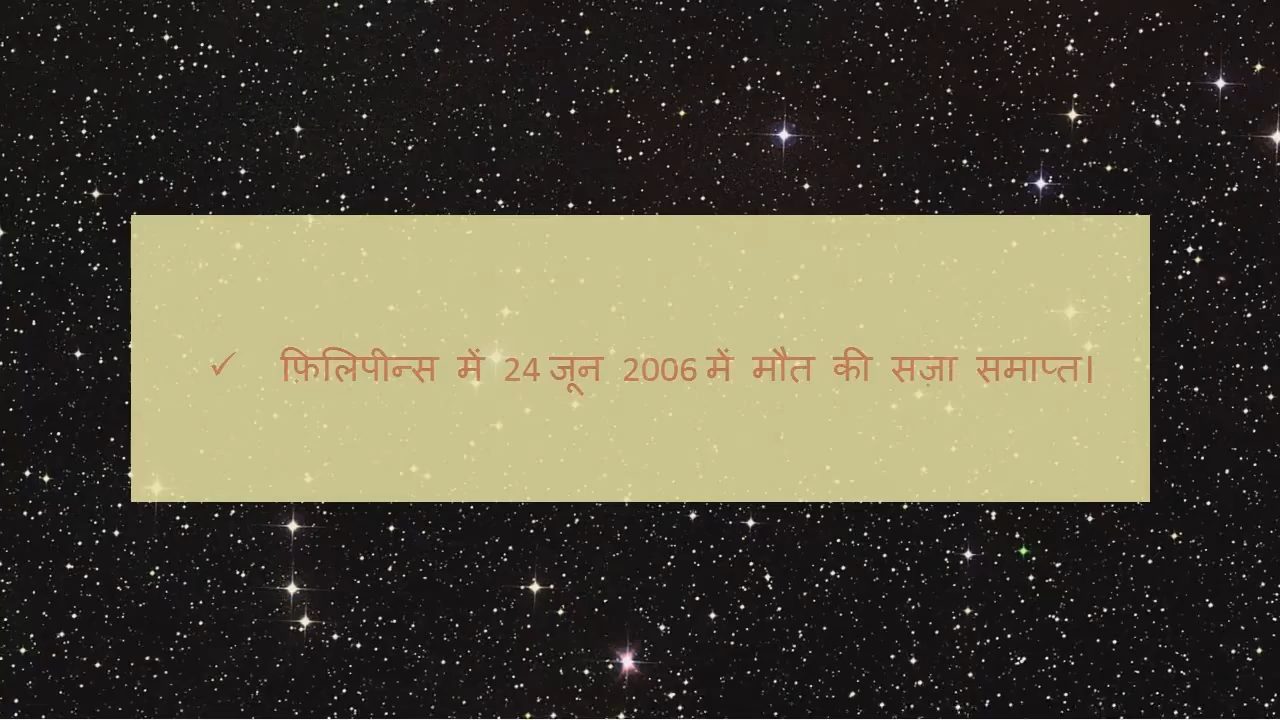 ✓ फ़िलिपीन्स में 24 जून 2006 में मौत की सज़ा समाप्त।